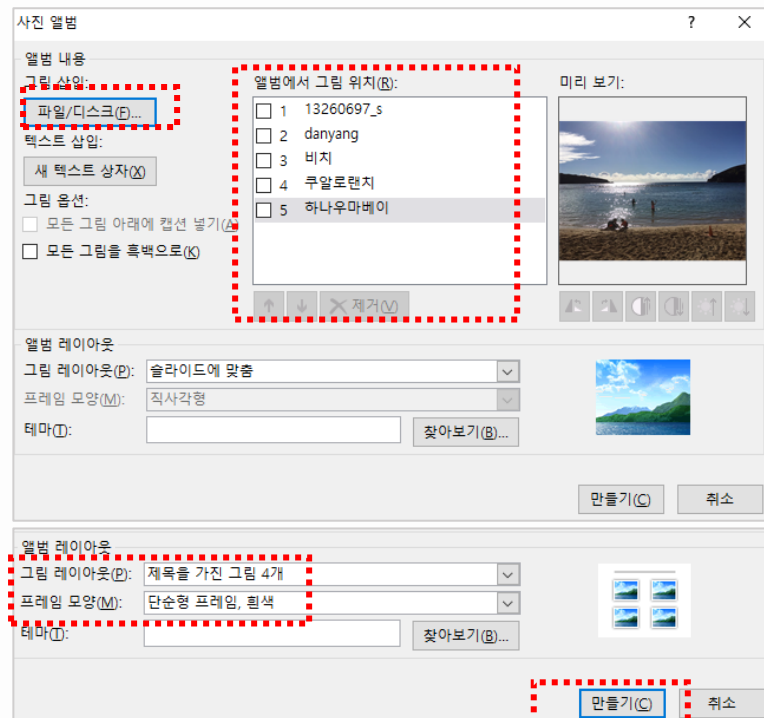 사진 앨범
앨범 내용
그림 삽입:
파일/디스크(F)...
텍스트 삽입:
새 텍스트 상자(X)
그림 옵션:
모든 그림 아래에 캡션 넣기(A)
모든 그림을 흑백으로(K)
앨범에서 그림 위치(R):
1 13260697_s
2 danyang
3 비치
4 쿠알로랜치
5 하나우마베이
제거(V)
미리 보기:
앨범 레이아웃
그림 레이아웃(P): 슬라이드에 맞춤
프레임 모양(M): 직사각형
테마(T): 찾아보기(B)...
만들기(C) 취소
앨범 레이아웃
그림 레이아웃(P): 제목을 가진 그림 4개
프레임 모양(M): 단순형 프레임, 흰색
테마(T): 찾아보기(B)...
만들기(C) 취소